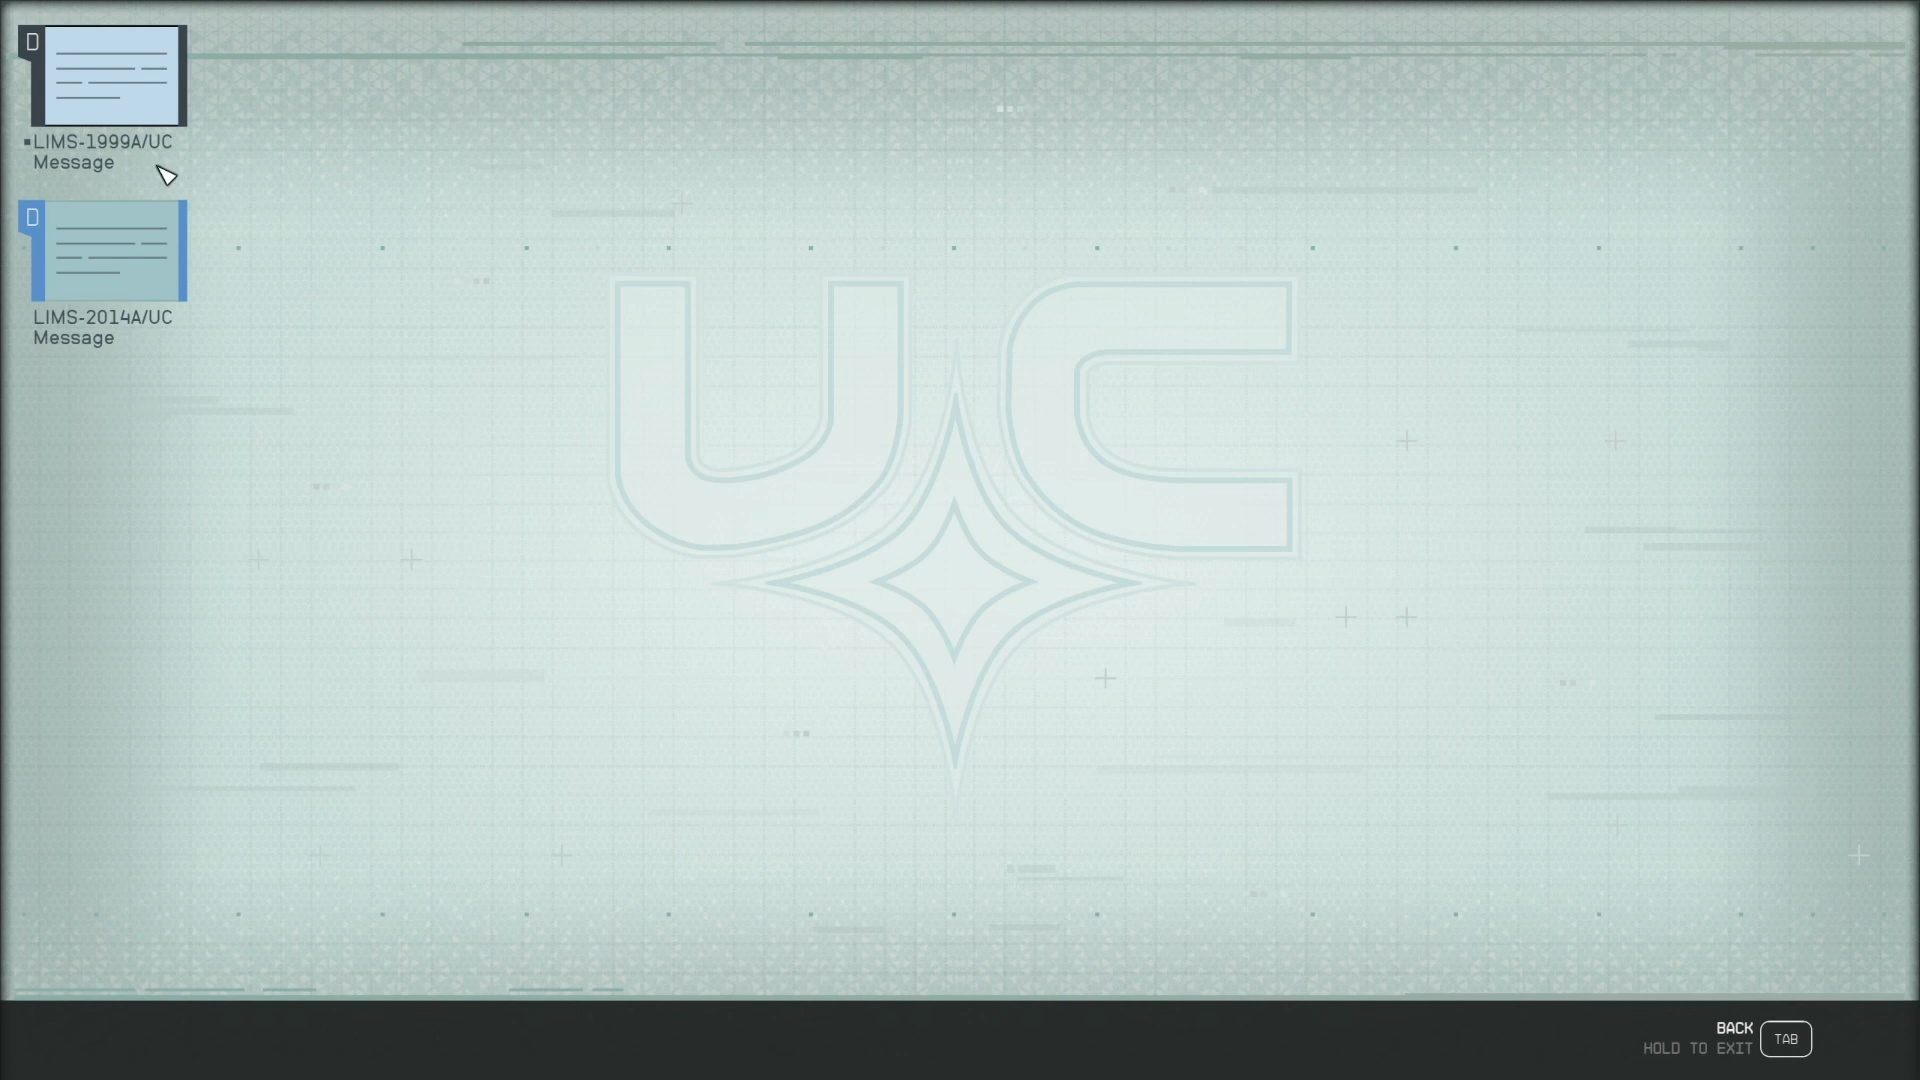 D
LIMS-1999A/UC
Message
D
LIMS-2014A/UC
Message
UC
BACK
HOLD TO EXIT
TAB